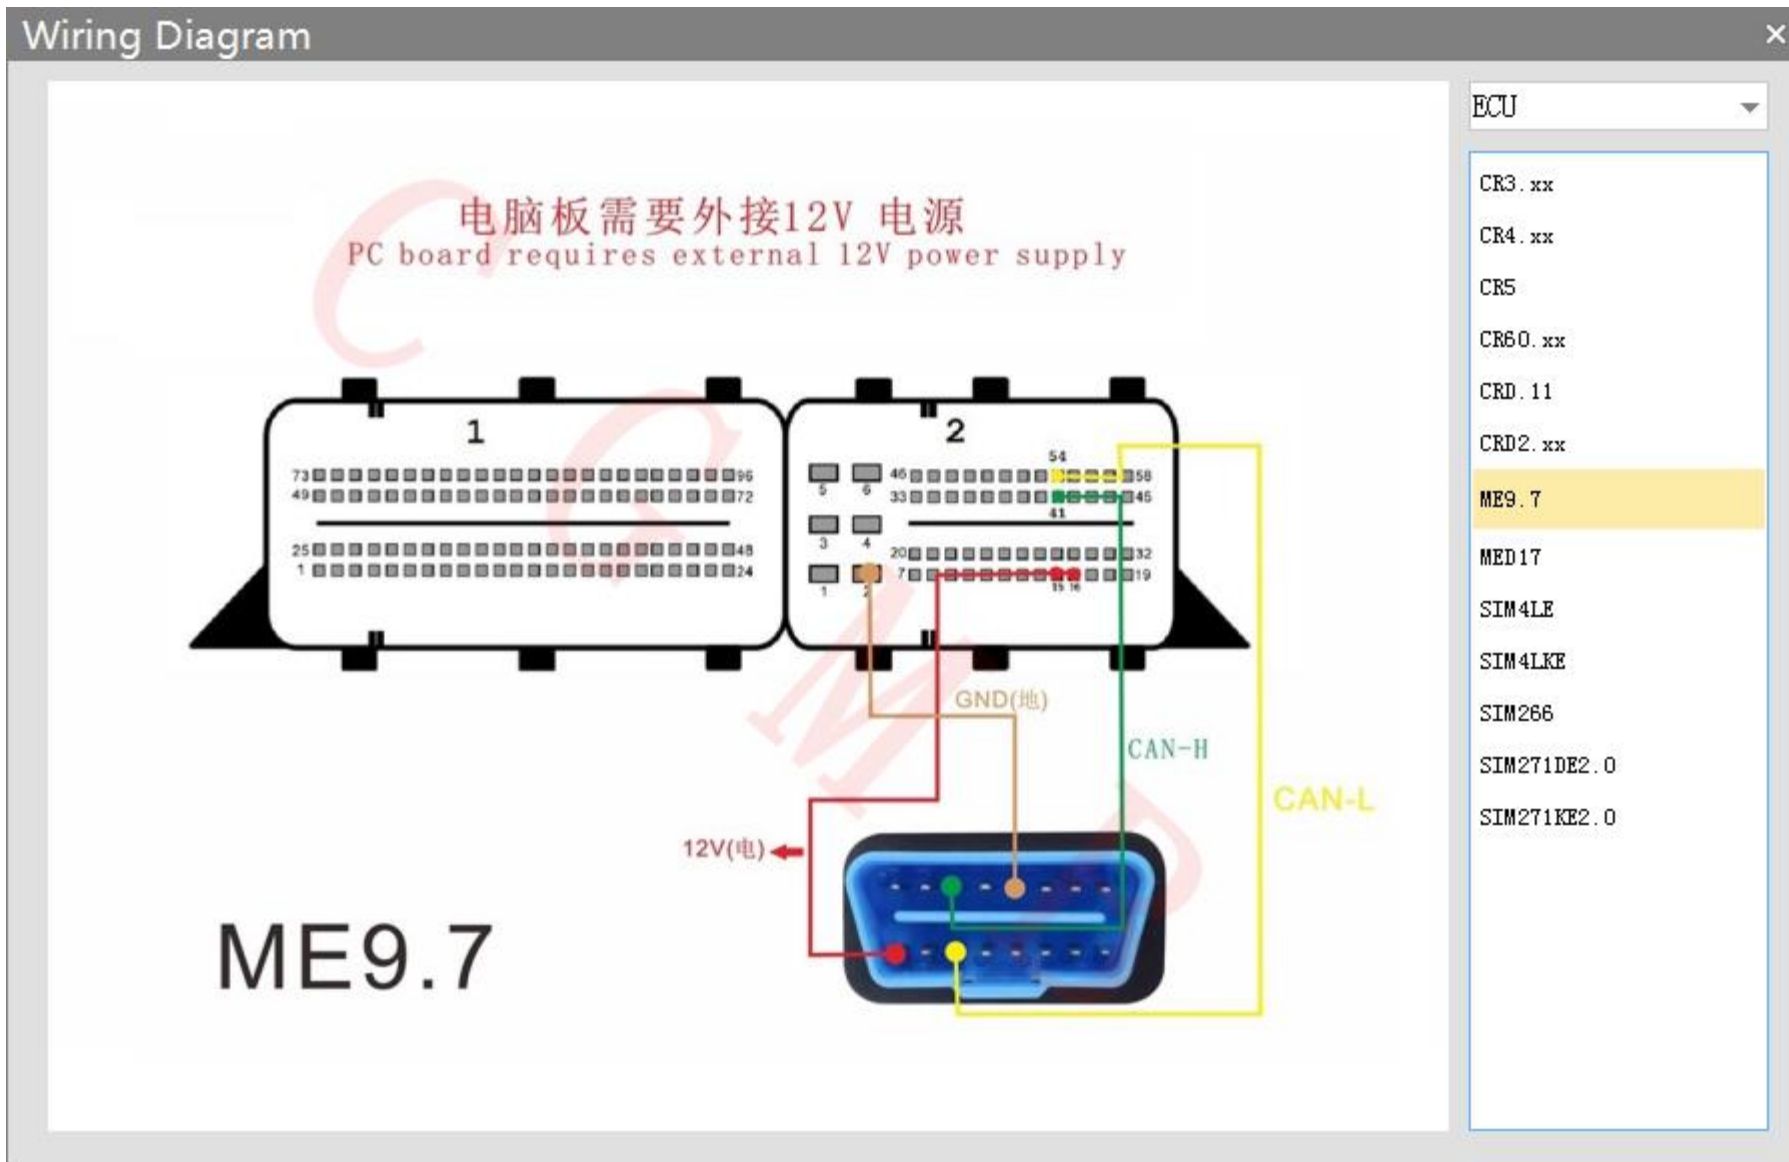 Wiring Diagram
×
ECU
电脑板需要外接12V 电源
PC board requires external 12V power supply
1
2
54
73 96
49 72
5 6
46 58
33 45
41
3 4
25 48
1 24
20 32
7 19
1 2
15 16
GND(地)
CAN-H
CAN-L
12V(电)
ME9.7
CGMB
CR3.xx
CR4.xx
CR5
CR60.xx
CRD.11
CRD2.xx
ME9.7
MED17
SIM4LE
SIM4LKE
SIM266
SIM271DE2.0
SIM271KE2.0